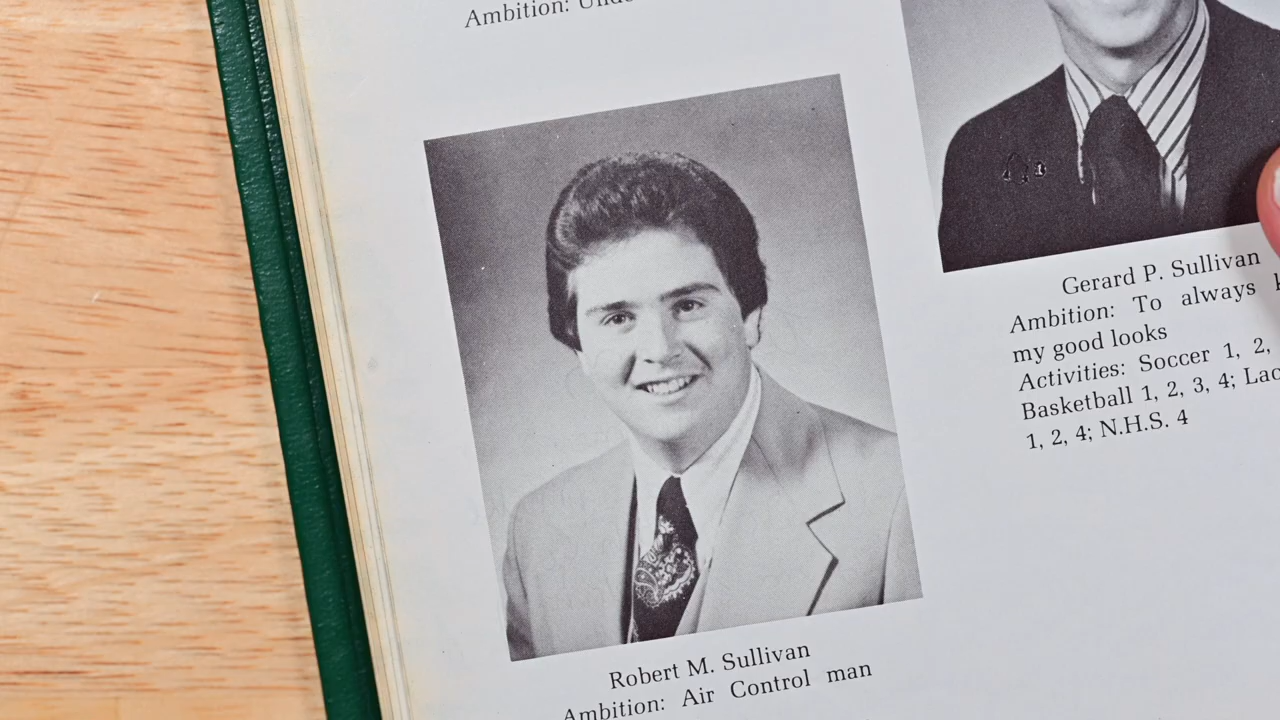 Ambition:
Gerard P. Sullivan
Ambition: To always
my good looks
Activities: Soccer 1, 2,
Basketball 1, 2, 3, 4;
1, 2, 4; N.H.S. 4
Robert M. Sullivan
Ambition: Air Control man